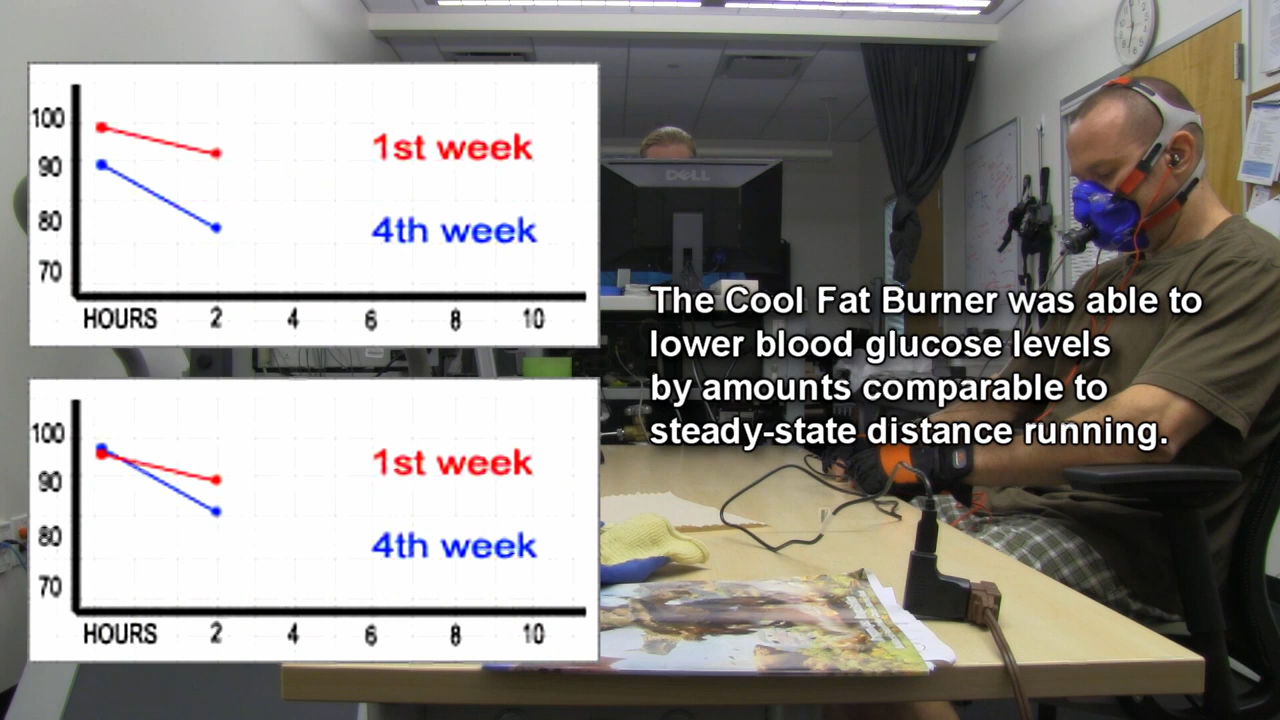 100
90
80
70
1st week
4th week
HOURS 2 4 6 8 10
100
90
80
70
1st week
4th week
HOURS 2 4 6 8 10
DELL
The Cool Fat Burner was able to
lower blood glucose levels
by amounts comparable to
steady-state distance running.